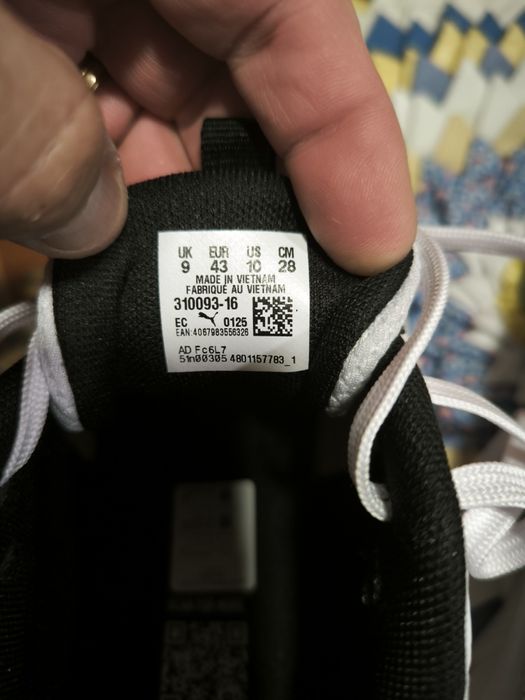 UK EUR US CM
9 43 10 28
MADE IN VIETNAM
FABRIQUÉ AU VIETNAM
310093-16
EC 0125
EAN:4067983556326
AD Fc6L7
51n00305 4801157783_1